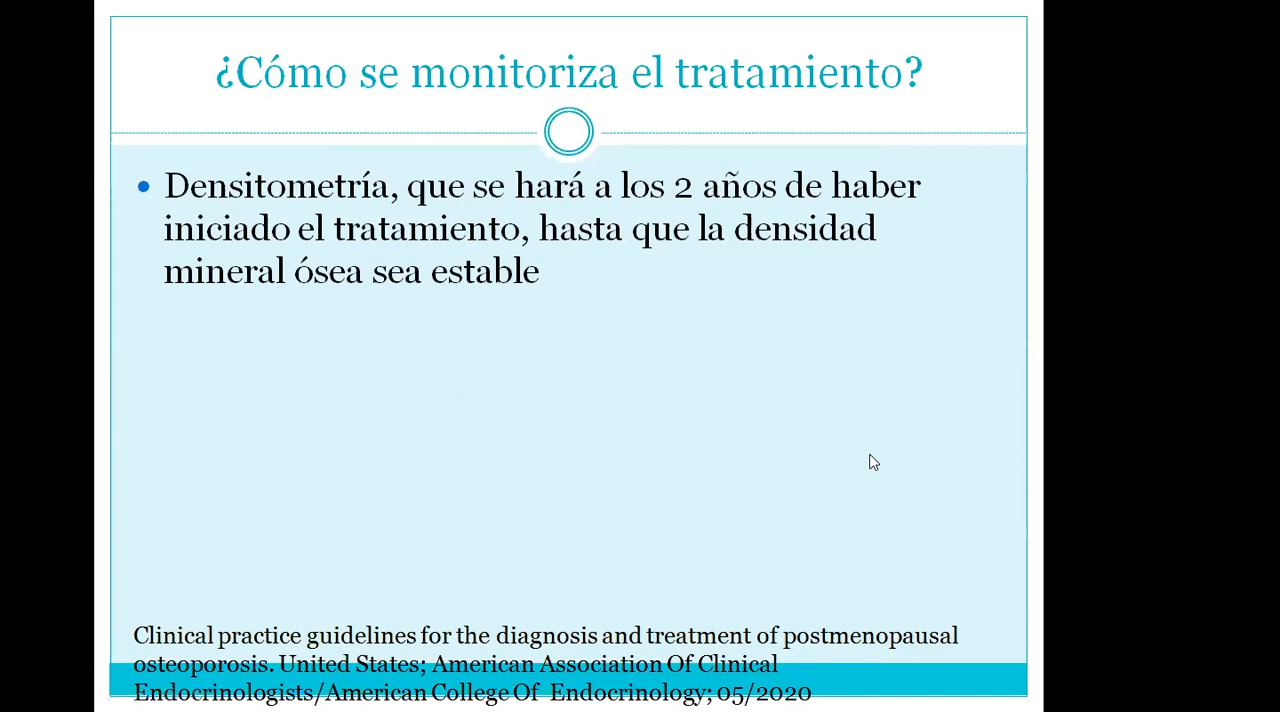 ¿Cómo se monitoriza el tratamiento?
Densitometría, que se hará a los 2 años de haber
iniciado el tratamiento, hasta que la densidad
mineral ósea sea estable
Clinical practice guidelines for the diagnosis and treatment of postmenopausal
osteoporosis. United States; American Association Of Clinical
Endocrinologists/American College Of  Endocrinology; 05/2020